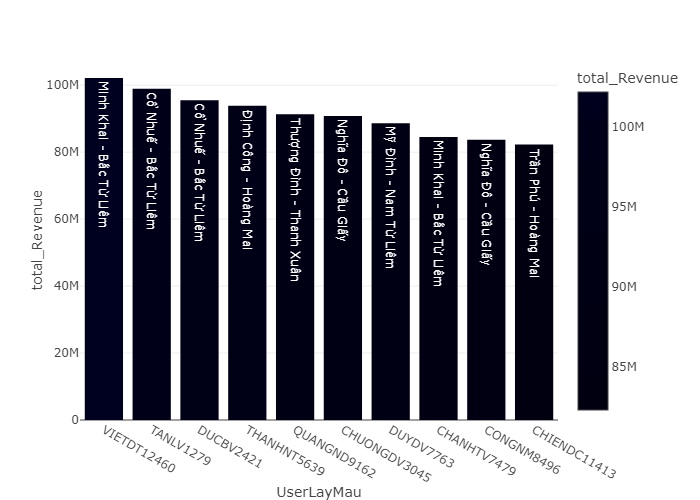 total_Revenue
100M
80M
60M
40M
20M
0
total_Revenue
Minh Khai - Bắc Từ Liêm
Cổ Nhuế - Bắc Từ Liêm
Cổ Nhuế - Bắc Từ Liêm
Định Công - Hoàng Mai
Thượng Đình - Thanh Xuân
Nghĩa Đô - Cầu Giấy
Mỹ Đình - Nam Từ Liêm
Minh Khai - Bắc Từ Liêm
Nghĩa Đô - Cầu Giấy
Trần Phú - Hoàng Mai
100M
95M
90M
85M
VIETDT12460
TANLV1279
DUCBV2421
THANHNT5639
QUANGND9162
CHUONGDV3045
DUYDV7763
CHANHTV7479
CONGNM8496
CHIENDC11413
UserLayMau